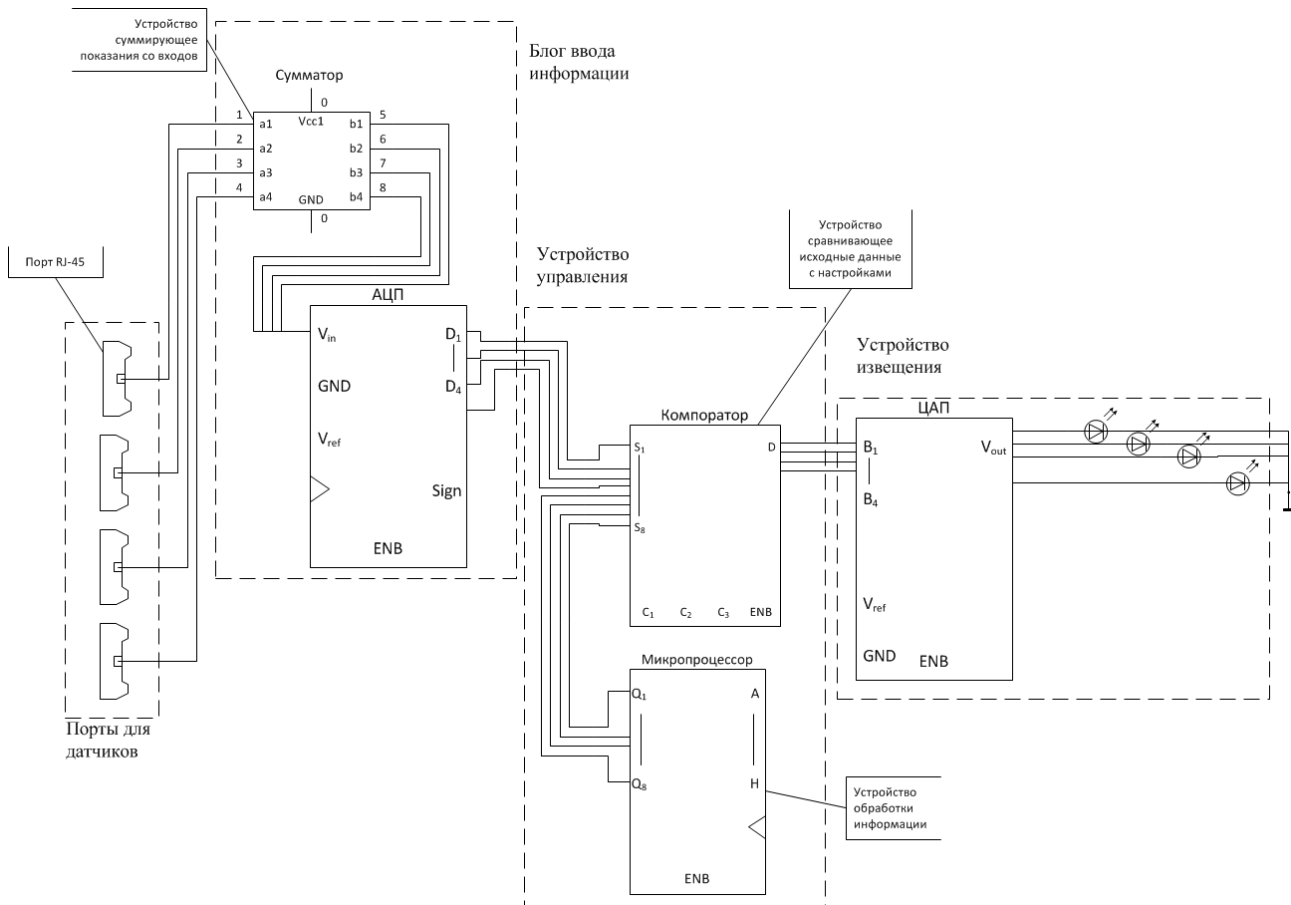 Устройство
суммирующее
показания со входов
Блог ввода
информации
Сумматор
0
Vcc1
1
a1
b1
5
2
a2
b2
6
3
a3
b3
7
4
a4
b4
8
GND
0
Порт RJ-45
Порты для
датчиков
АЦП
Vin
D1
GND
D4
Vref
Sign
ENB
Устройство
управления
Устройство
сравнивающее
исходные данные
с настройками
Компоратор
S1
D
S8
C1
C2
C3
ENB
Микропроцессор
Q1
A
Q8
H
ENB
Устройство
обработки
информации
Устройство
извещения
ЦАП
B1
Vout
B4
Vref
GND
ENB